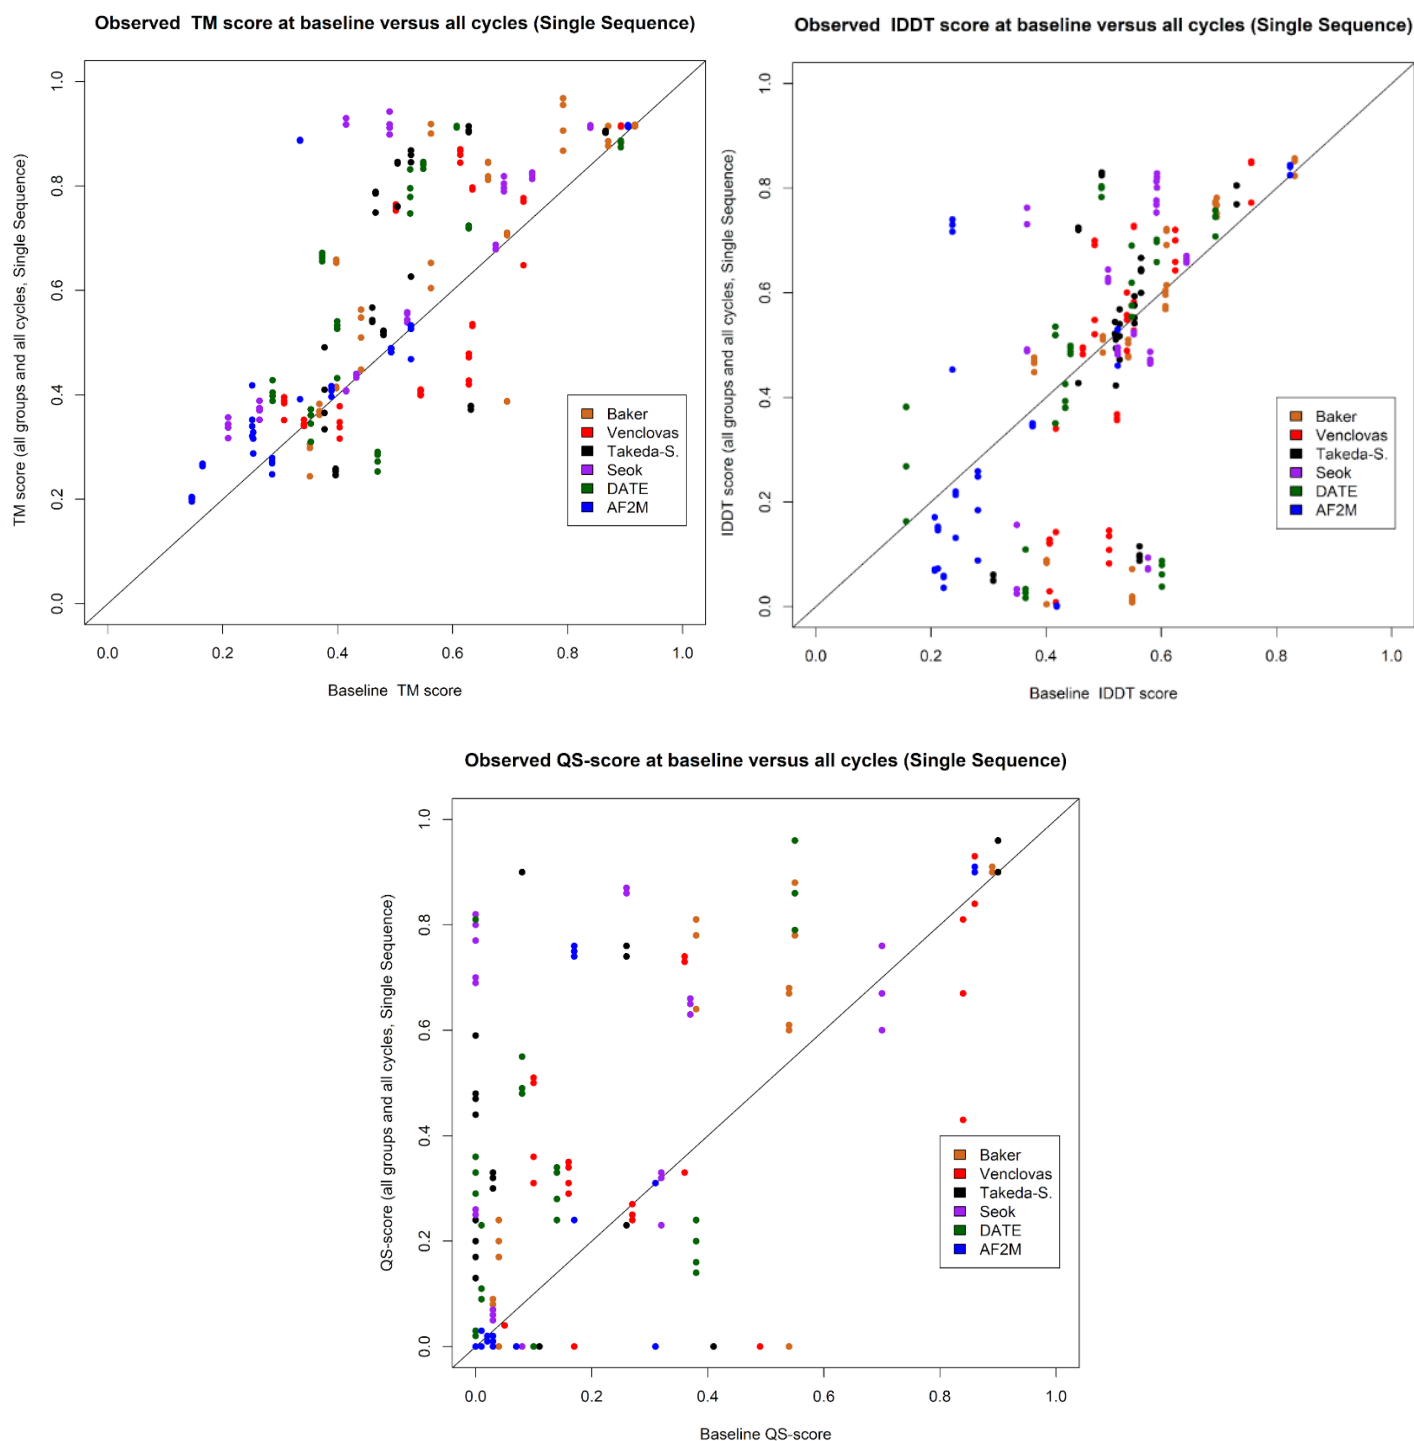 Observed  TM score at baseline versus all cycles (Single Sequence)
TM score (all groups and all cycles, Single Sequence)
1.0
0.8
0.6
0.4
0.2
0.0
Baker
Venclovas
Takeda-S.
Seok
DATE
AF2M
0.0 0.2 0.4 0.6 0.8 1.0
Baseline  TM score
Observed  lDDT score at baseline versus all cycles (Single Sequence)
lDDT score (all groups and all cycles, Single Sequence)
1.0
0.8
0.6
0.4
0.2
0.0
Baker
Venclovas
Takeda-S.
Seok
DATE
AF2M
0.0 0.2 0.4 0.6 0.8 1.0
Baseline  lDDT score
Observed QS-score at baseline versus all cycles (Single Sequence)
QS-score (all groups and all cycles, Single Sequence)
1.0
0.8
0.6
0.4
0.2
0.0
Baker
Venclovas
Takeda-S.
Seok
DATE
AF2M
0.0 0.2 0.4 0.6 0.8 1.0
Baseline QS-score